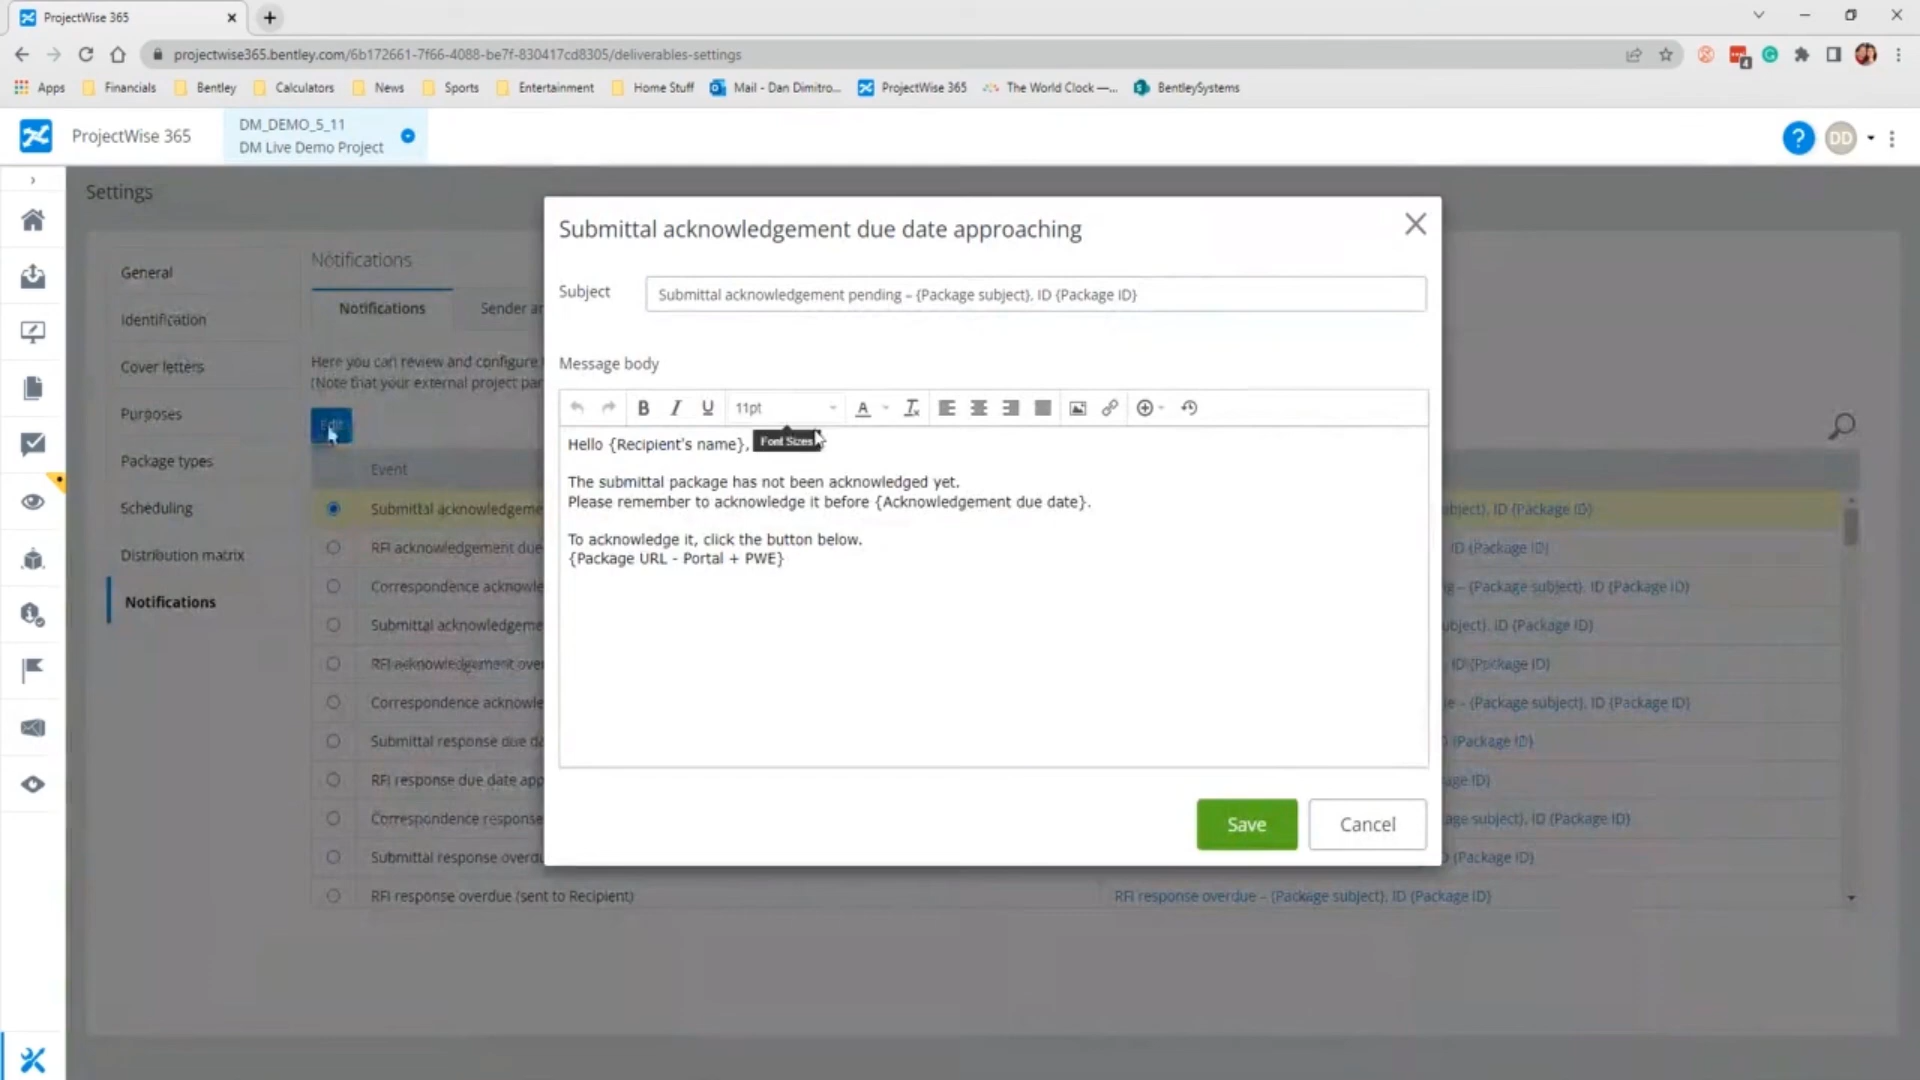 ProjectWise 365
projectwise365.bentley.com/6b172661-7f66-4088-be7f-830417cd8305/deliverables-settings
Apps Financials Bentley Calculators News Sports Entertainment Home Stuff Mail - Dan Dimitro... ProjectWise 365 The World Clock —... BentleySystems
ProjectWise 365
DM_DEMO_5_11
DM Live Demo Project
? DD
Settings
General
Identification
Cover letters
Purposes
Package types
Scheduling
Distribution matrix
Notifications
Notifications
Notifications Sender ar
Here you can review and configure
(Note that your external project par
Edit
Event
Submittal acknowledgeme
bject}, ID {Package ID}
RFI acknowledgement due
ID {Package ID}
Correspondence acknowle
g – {Package subject}, ID {Package ID}
Submittal acknowledgeme
ubject}, ID {Package ID}
RFI acknowledgement over
ID {Package ID}
Correspondence acknowle
e – {Package subject}, ID {Package ID}
Submittal response due da
{Package ID}
RFI response due date app
age ID}
Correspondence response
age subject}, ID {Package ID}
Submittal response overdu
{Package ID}
RFI response overdue (sent to Recipient)
RFI response overdue – {Package subject}, ID {Package ID}
Submittal acknowledgement due date approaching
Subject
Submittal acknowledgement pending – {Package subject}, ID {Package ID}
Message body
B I U 11pt A
Font Sizes
Hello {Recipient's name},
The submittal package has not been acknowledged yet.
Please remember to acknowledge it before {Acknowledgement due date}.
To acknowledge it, click the button below.
{Package URL - Portal + PWE}
Save Cancel